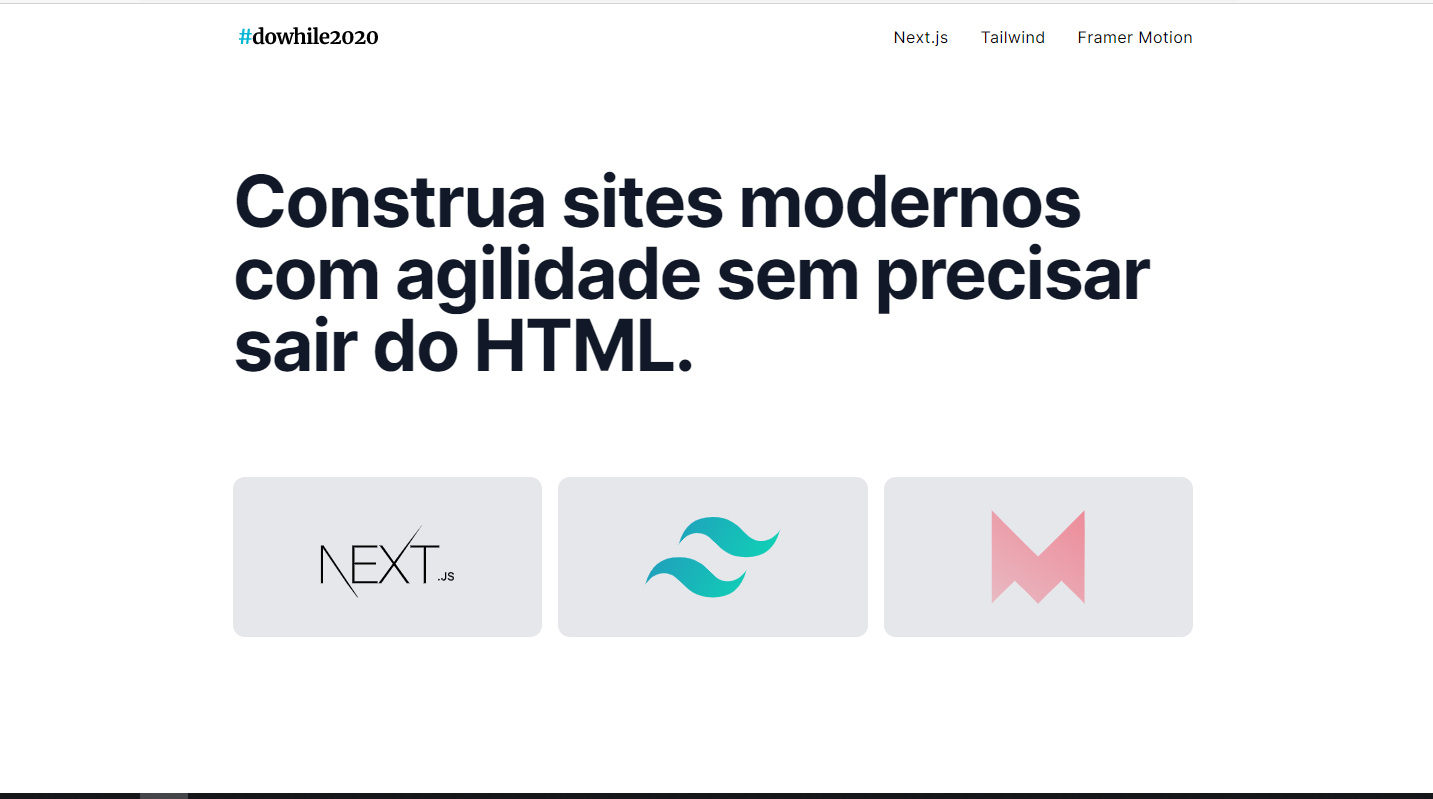 #dowhile2020
Next.js Tailwind Framer Motion
Construa sites modernos
com agilidade sem precisar
sair do HTML.
NEXT.JS